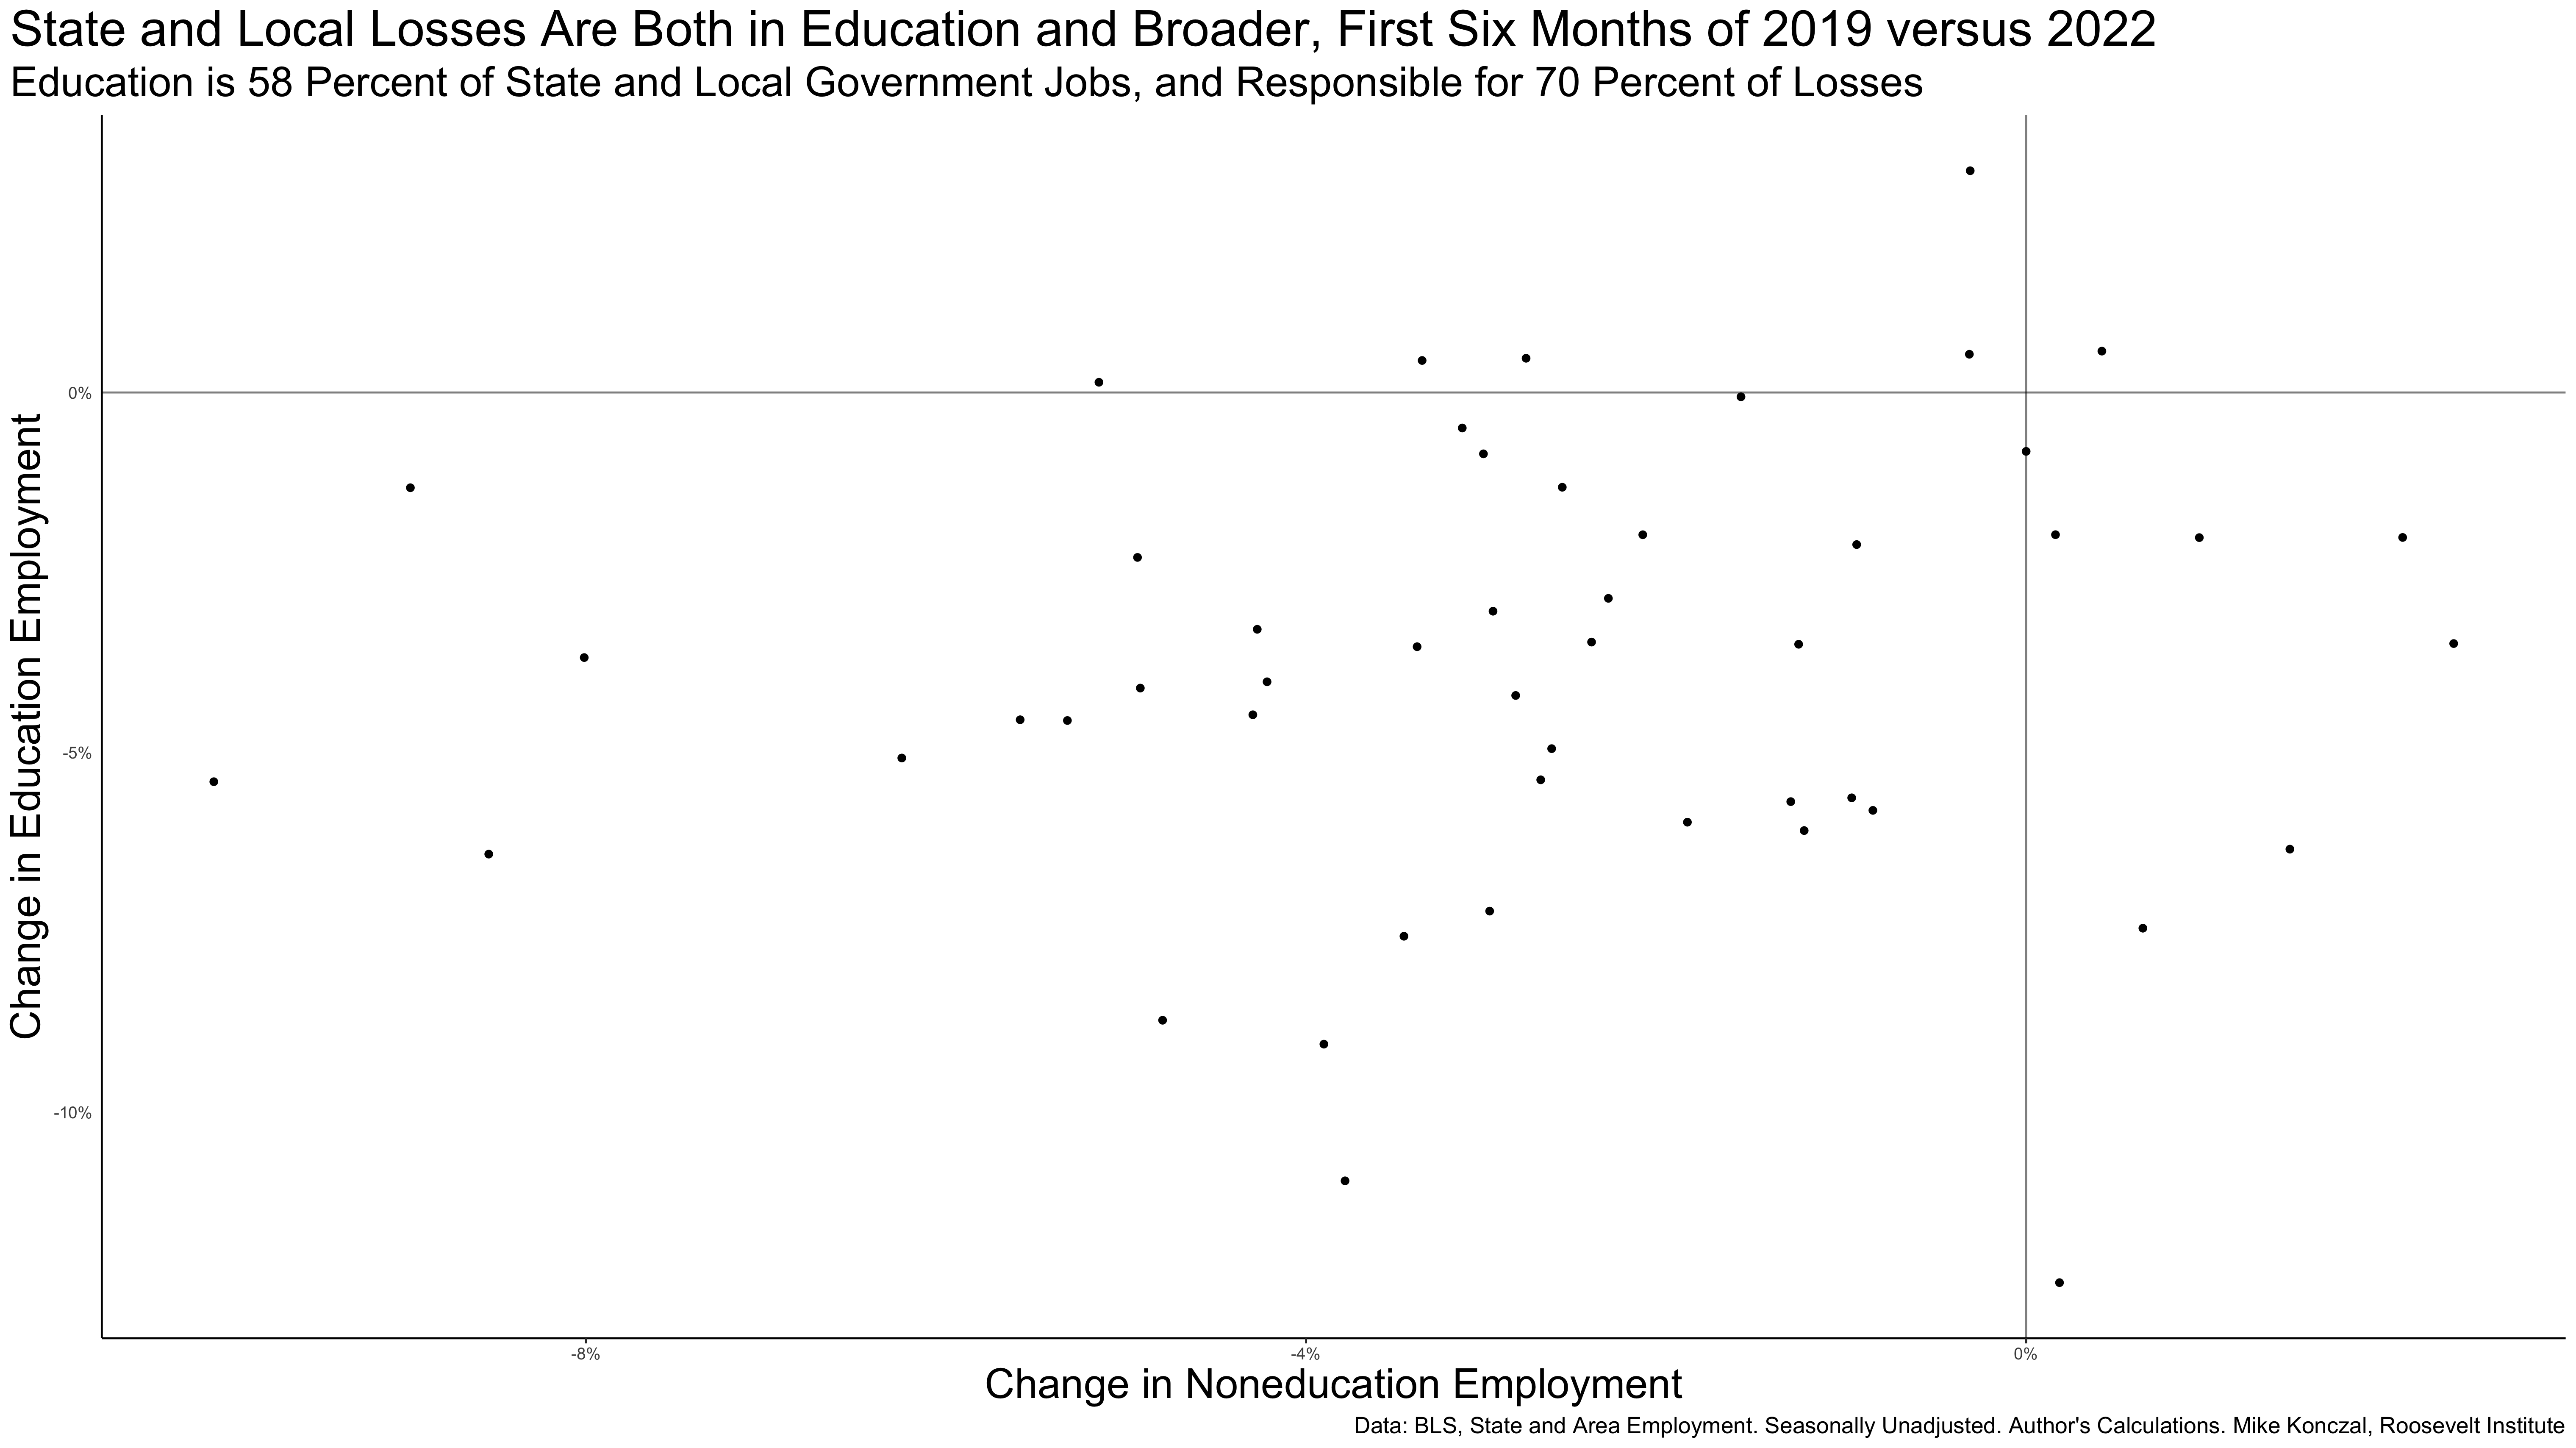 State and Local Losses Are Both in Education and Broader, First Six Months of 2019 versus 2022
Education is 58 Percent of State and Local Government Jobs, and Responsible for 70 Percent of Losses
Change in Education Employment
0%
-5%
-10%
-8%
-4%
0%
Change in Noneducation Employment
Data: BLS, State and Area Employment. Seasonally Unadjusted. Author's Calculations. Mike Konczal, Roosevelt Institute